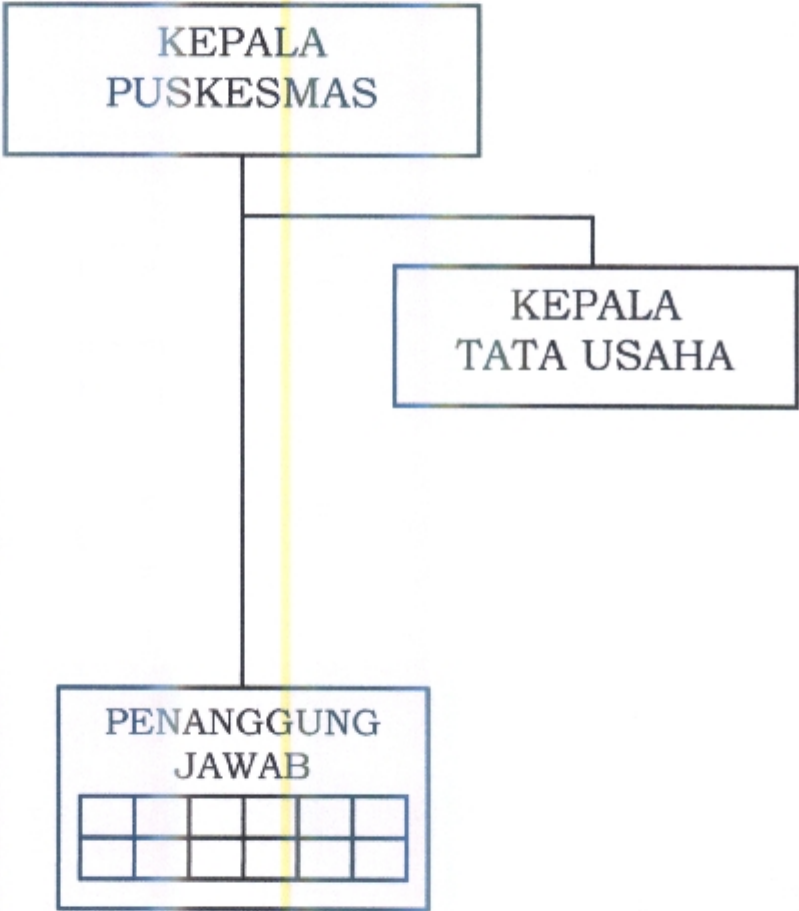 KEPALA
PUSKESMAS
KEPALA
TATA USAHA
PENANGGUNG
JAWAB